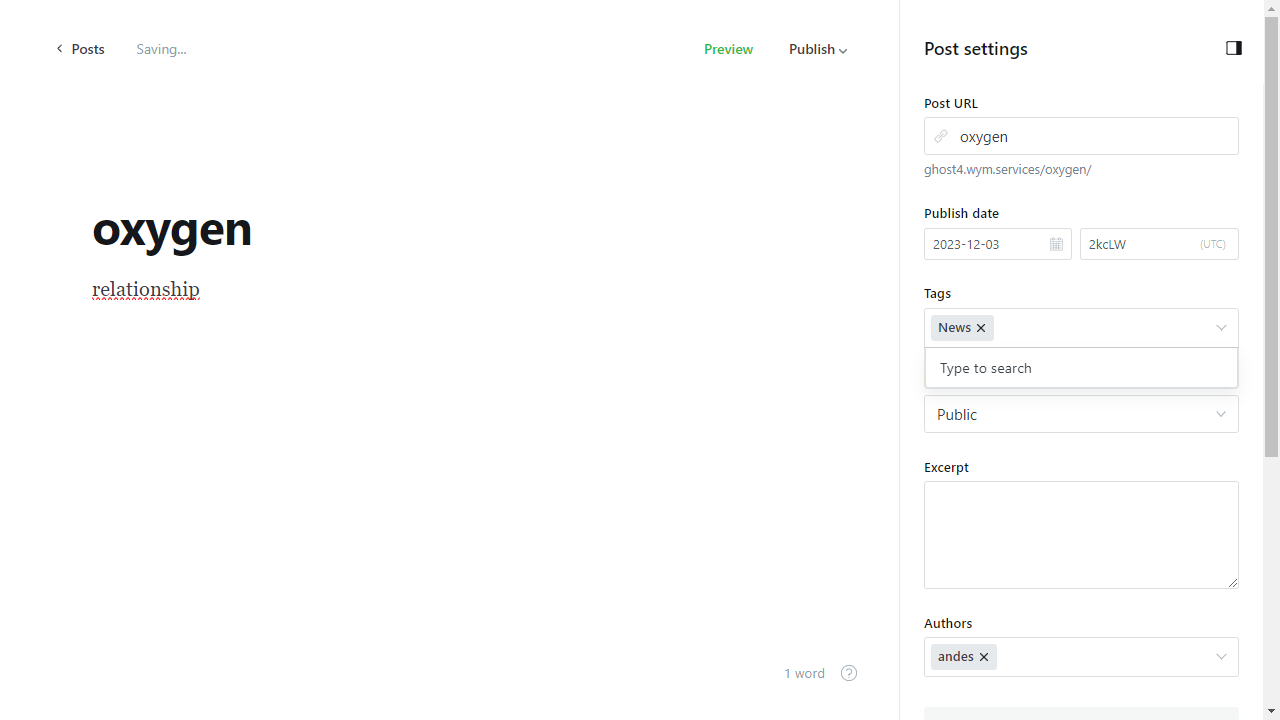 Posts
Saving...
Preview
Publish
oxygen
relationship
1 word
Post settings
Post URL
oxygen
ghost4.wym.services/oxygen/
Publish date
2023-12-03
2kcLW
(UTC)
Tags
News
Type to search
Public
Excerpt
Authors
andes